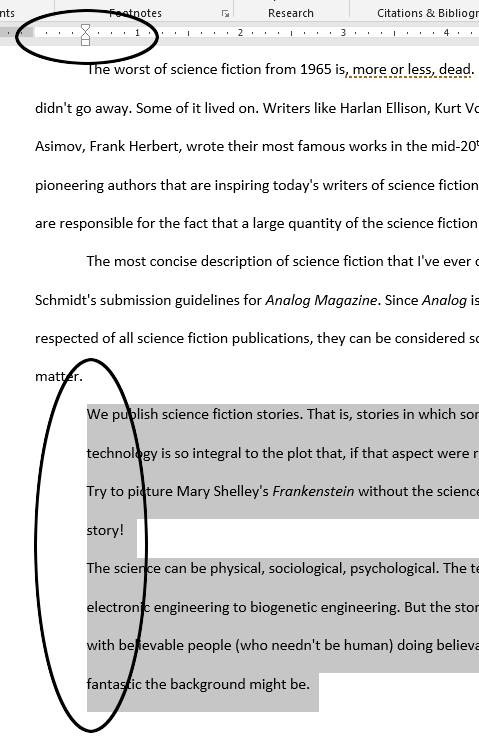 nts Footnotes Research Citations & Bibliogr
1 2 3 4
The worst of science fiction from 1965 is, more or less, dead.
didn't go away. Some of it lived on. Writers like Harlan Ellison, Kurt Vo
Asimov, Frank Herbert, wrote their most famous works in the mid-20
pioneering authors that are inspiring today's writers of science fiction
are responsible for the fact that a large quantity of the science fiction
The most concise description of science fiction that I've ever
Schmidt's submission guidelines for Analog Magazine. Since Analog is
respected of all science fiction publications, they can be considered
matter.
We publish science fiction stories. That is, stories in which
technology is so integral to the plot that, if that aspect were
Try to picture Mary Shelley's Frankenstein without the science
story!
The science can be physical, sociological, psychological. The te
electronic engineering to biogenetic engineering. But the stor
with believable people (who needn't be human) doing believa
fantastic the background might be.